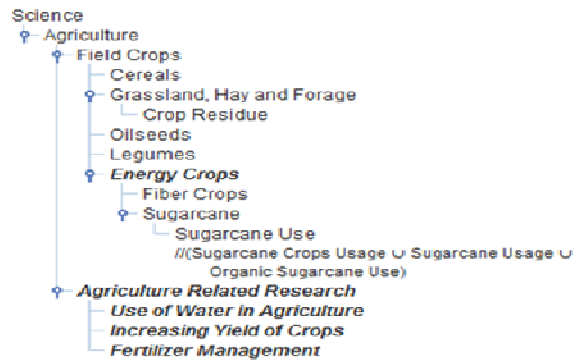 Science
Agriculture
Field Crops
Cereals
Grassland, Hay and Forage
Crop Residue
Oilseeds
Legumes
Energy Crops
Fiber Crops
Sugarcane
Sugarcane Use
//(Sugarcane Crops Usage ∪ Sugarcane Usage ∪
Organic Sugarcane Use)
Agriculture Related Research
Use of Water in Agriculture
Increasing Yield of Crops
Fertilizer Management